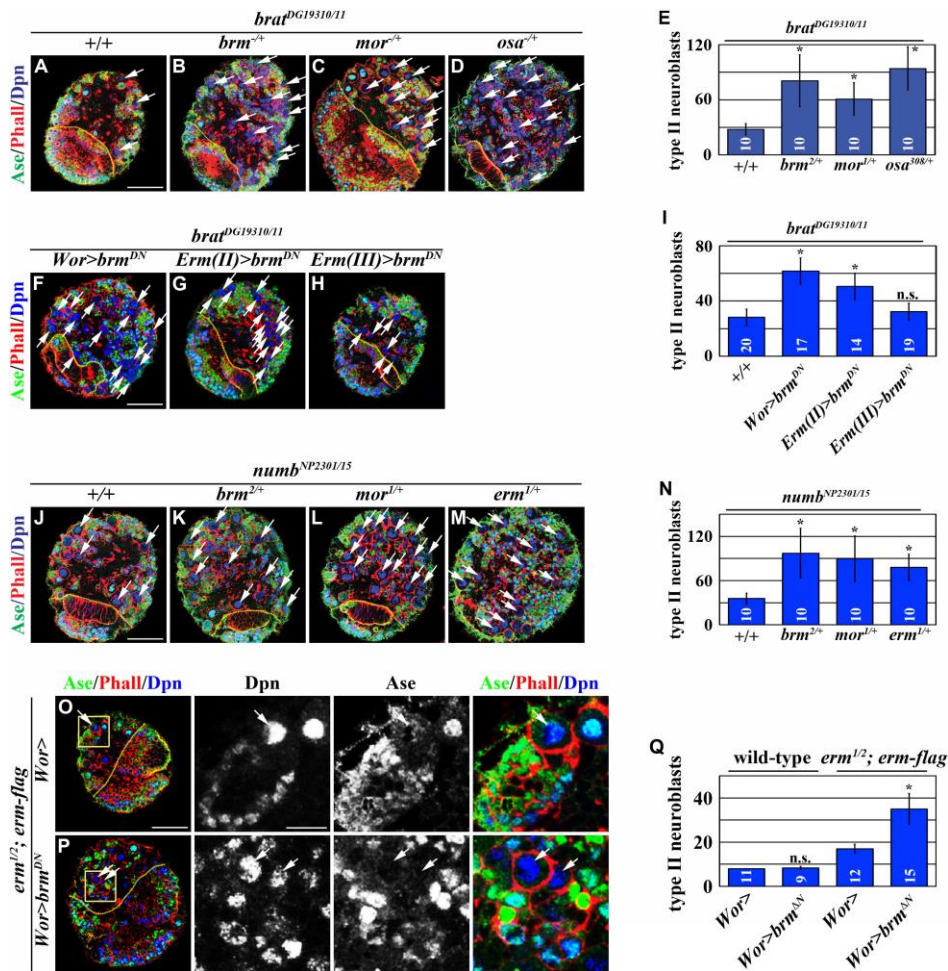 brat^DG19310/11
+/+ brm^-/+ mor^-/+ osa^-/+
A B C D
Ase/Phall/Dpn
E
brat^DG19310/11
type II neuroblasts
120
60
0
10 10 10 10
+/+ brm^2/+ mor^1/+ osa^308/+
* * *
brat^DG19310/11
Wor>brm^DN Erm(II)>brm^DN Erm(III)>brm^DN
F G H
Ase/Phall/Dpn
I
brat^DG19310/11
type II neuroblasts
80
40
0
* * n.s.
20 17 14 19
+/+ Wor>brm^DN Erm(II)>brm^DN Erm(III)>brm^DN
numb^NP2301/15
+/+ brm^2/+ mor^1/+ erm^1/+
J K L M
Ase/Phall/Dpn
N
numb^NP2301/15
type II neuroblasts
120
60
0
* * *
10 10 10 10
+/+ brm^2/+ mor^1/+ erm^1/+
Ase/Phall/Dpn Dpn Ase Ase/Phall/Dpn
O
P
erm^1/2; erm-flag
Wor>
Wor>brm^DN
Q
wild-type erm^1/2; erm-flag
type II neuroblasts
40
20
0
n.s. *
11 9 12 15
Wor> Wor>brm^ΔN Wor> Wor>brm^ΔN